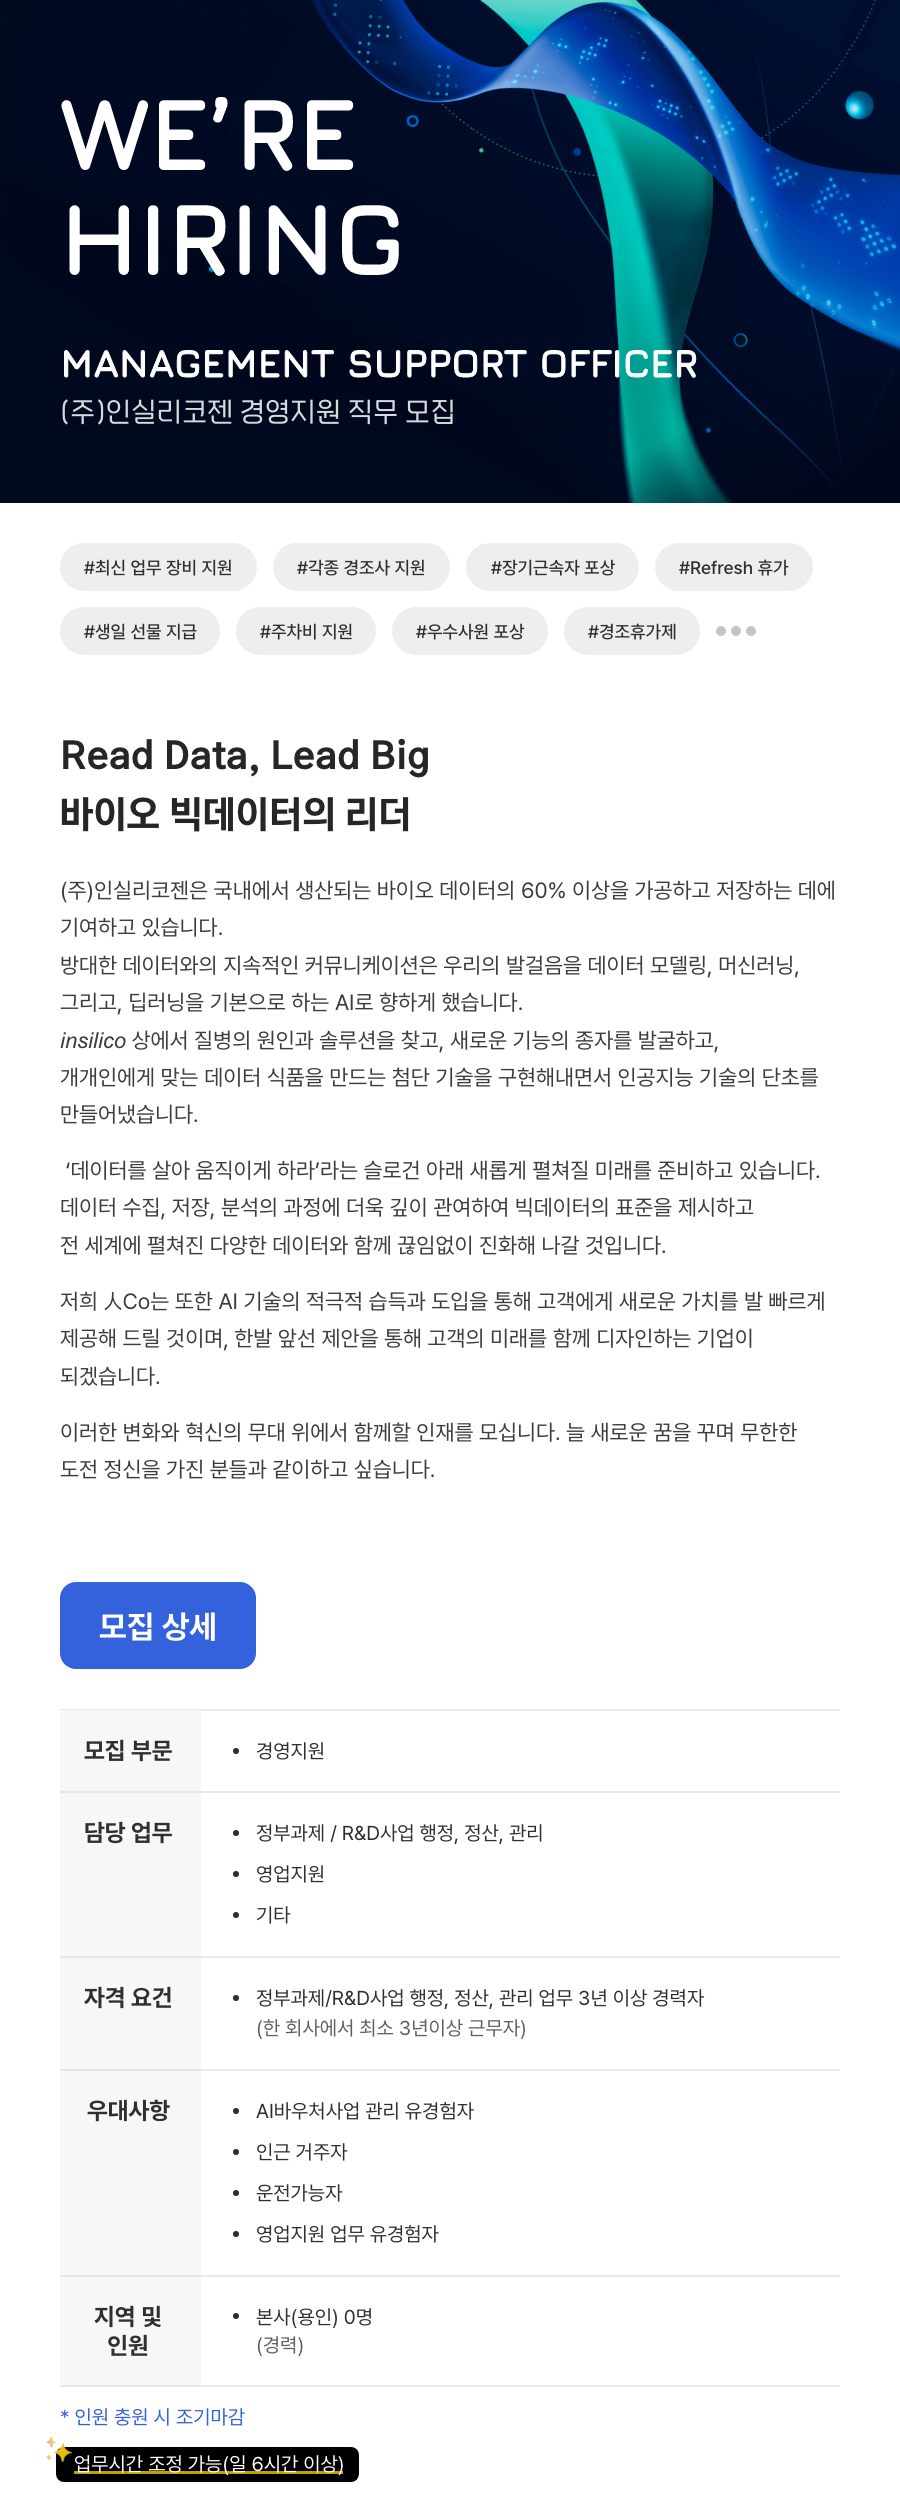 WE’RE
HIRING
MANAGEMENT SUPPORT OFFICER
(주)인실리코젠 경영지원 직무 모집
#최신 업무 장비 지원 #각종 경조사 지원 #장기근속자 포상 #Refresh 휴가
#생일 선물 지급 #주차비 지원 #우수사원 포상 #경조휴가제
Read Data, Lead Big
바이오 빅데이터의 리더
(주)인실리코젠은 국내에서 생산되는 바이오 데이터의 60% 이상을 가공하고 저장하는 데에
기여하고 있습니다.
방대한 데이터와의 지속적인 커뮤니케이션은 우리의 발걸음을 데이터 모델링, 머신러닝,
그리고, 딥러닝을 기본으로 하는 AI로 향하게 했습니다.
insilico 상에서 질병의 원인과 솔루션을 찾고, 새로운 기능의 종자를 발굴하고,
개개인에게 맞는 데이터 식품을 만드는 첨단 기술을 구현해내면서 인공지능 기술의 단초를
만들어냈습니다.
‘데이터를 살아 움직이게 하라’라는 슬로건 아래 새롭게 펼쳐질 미래를 준비하고 있습니다.
데이터 수집, 저장, 분석의 과정에 더욱 깊이 관여하여 빅데이터의 표준을 제시하고
전 세계에 펼쳐진 다양한 데이터와 함께 끊임없이 진화해 나갈 것입니다.
저희 人Co는 또한 AI 기술의 적극적 습득과 도입을 통해 고객에게 새로운 가치를 발 빠르게
제공해 드릴 것이며, 한발 앞선 제안을 통해 고객의 미래를 함께 디자인하는 기업이
되겠습니다.
이러한 변화와 혁신의 무대 위에서 함께할 인재를 모십니다. 늘 새로운 꿈을 꾸며 무한한
도전 정신을 가진 분들과 같이하고 싶습니다.
모집 상세
모집 부문
• 경영지원
담당 업무
• 정부과제 / R&D사업 행정, 정산, 관리
• 영업지원
• 기타
자격 요건
• 정부과제/R&D사업 행정, 정산, 관리 업무 3년 이상 경력자
(한 회사에서 최소 3년이상 근무자)
우대사항
• AI바우처사업 관리 유경험자
• 인근 거주자
• 운전가능자
• 영업지원 업무 유경험자
지역 및
인원
• 본사(용인) 0명
(경력)
* 인원 충원 시 조기마감
업무시간 조정 가능(일 6시간 이상)